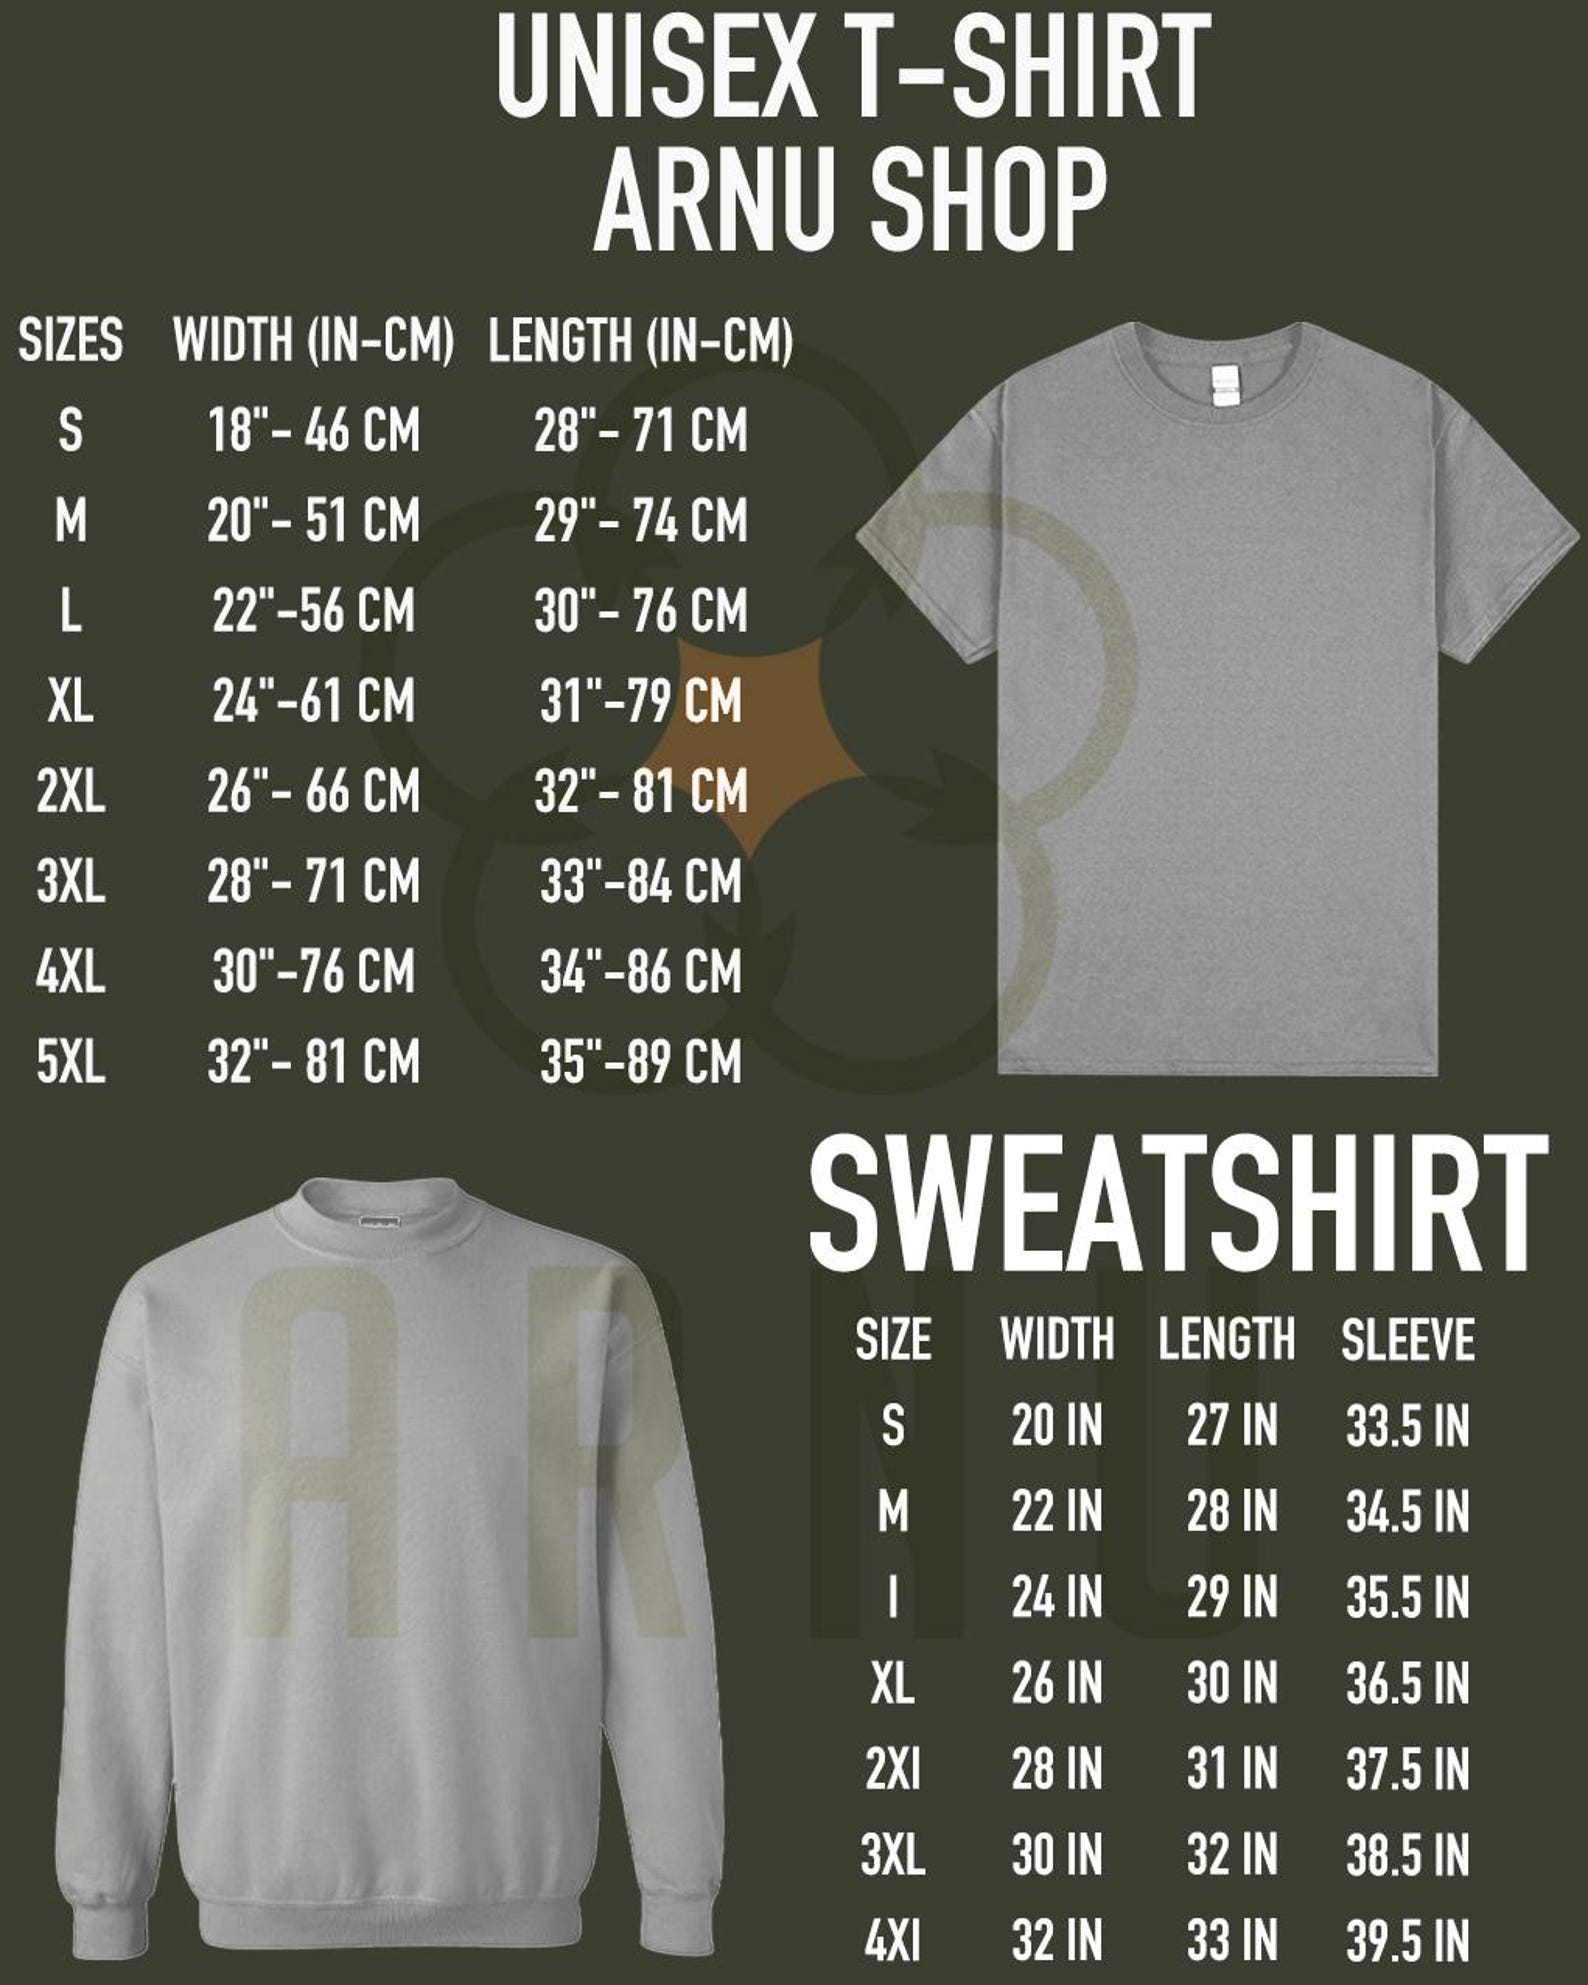 UNISEX T-SHIRT
ARNU SHOP
SIZES WIDTH (IN-CM) LENGTH (IN-CM)
S 18"- 46 CM 28"- 71 CM
M 20"- 51 CM 29"- 74 CM
L 22"-56 CM 30"- 76 CM
XL 24"-61 CM 31"-79 CM
2XL 26"- 66 CM 32"- 81 CM
3XL 28"- 71 CM 33"-84 CM
4XL 30"-76 CM 34"-86 CM
5XL 32"- 81 CM 35"-89 CM
SWEATSHIRT
ARNU
SIZE WIDTH LENGTH SLEEVE
S 20 IN 27 IN 33.5 IN
M 22 IN 28 IN 34.5 IN
l 24 IN 29 IN 35.5 IN
XL 26 IN 30 IN 36.5 IN
2Xl 28 IN 31 IN 37.5 IN
3XL 30 IN 32 IN 38.5 IN
4Xl 32 IN 33 IN 39.5 IN